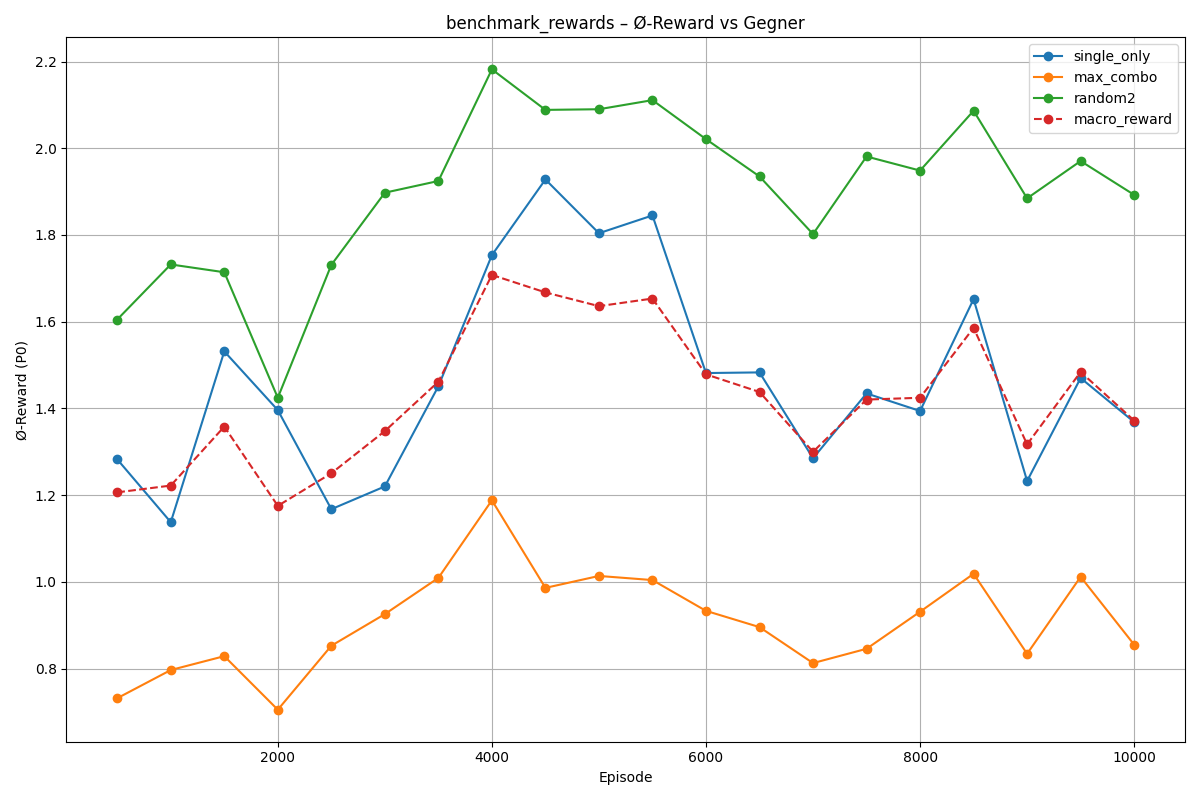 benchmark_rewards – Ø-Reward vs Gegner
single_only
max_combo
random2
macro_reward
Ø-Reward (P0)
2.2
2.0
1.8
1.6
1.4
1.2
1.0
0.8
2000 4000 6000 8000 10000
Episode